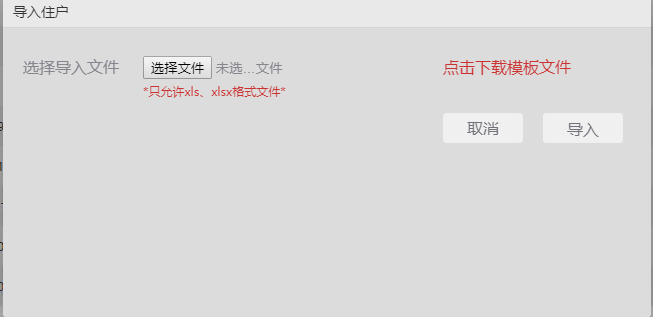 导入住户
选择导入文件 选择文件 未选...文件 点击下载模板文件
*只允许xls、xlsx格式文件*
取消 导入